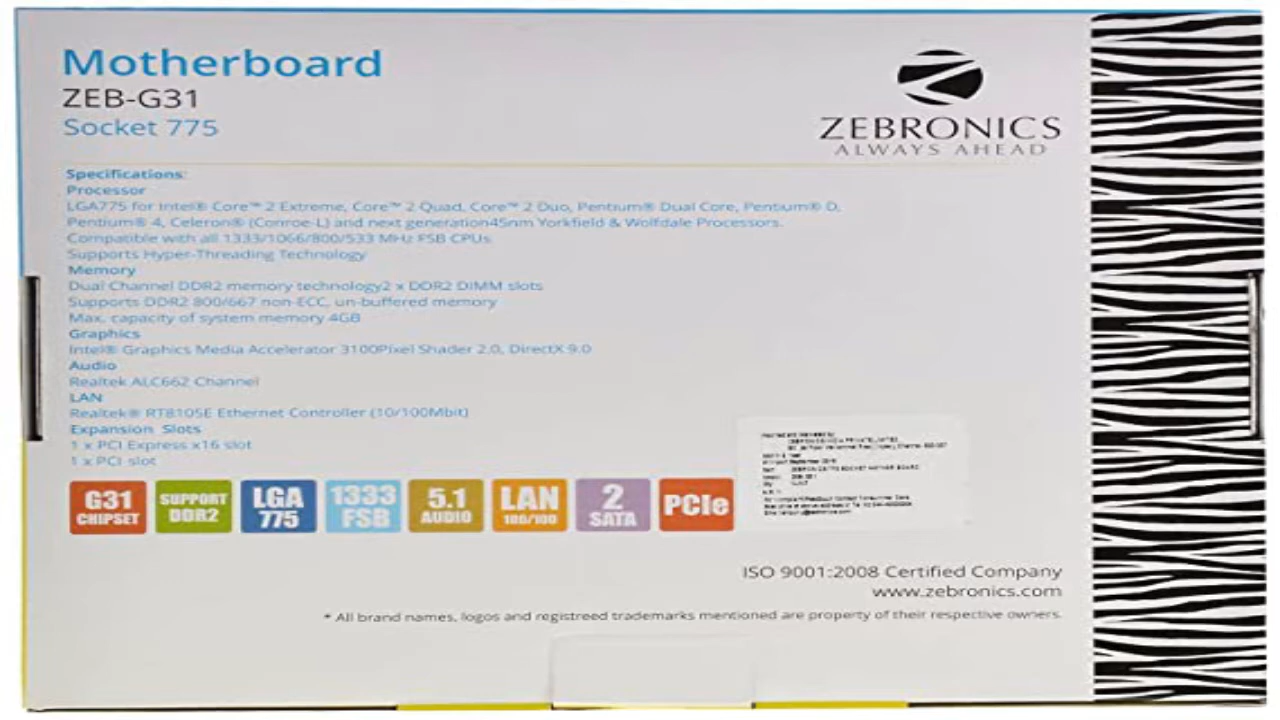 Motherboard
ZEB-G31
Socket 775
ZEBRONICS
ALWAYS AHEAD
Specifications:
Processor
LGA775 for Intel® Core™ 2 Extreme, Core™ 2 Quad, Core™ 2 Duo, Pentium® Dual Core, Pentium® D,
Pentium® 4, Celeron® (Conroe-L) and next generation45nm Yorkfield & Wolfdale Processors.
Compatible with all 1333/1066/800/533 MHz FSB CPUs
Supports Hyper-Threading Technology
Memory
Dual Channel DDR2 memory technology2 x DDR2 DIMM slots
Supports DDR2 800/667 non-ECC, un-buffered memory
Max. capacity of system memory 4GB
Graphics
Intel® Graphics Media Accelerator 3100Pixel Shader 2.0, DirectX 9.0
Audio
Realtek ALC662 Channel
LAN
Realtek® RT8105E Ethernet Controller (10/100Mbit)
Expansion Slots
1 x PCI Express x16 slot
1 x PCI slot
G31 CHIPSET
SUPPORT DDR2
LGA 775
1333 FSB
5.1 AUDIO
LAN
2 SATA
PCIe
ISO 9001:2008 Certified Company
www.zebronics.com
* All brand names, logos and registreed trademarks mentioned are property of their respective owners.